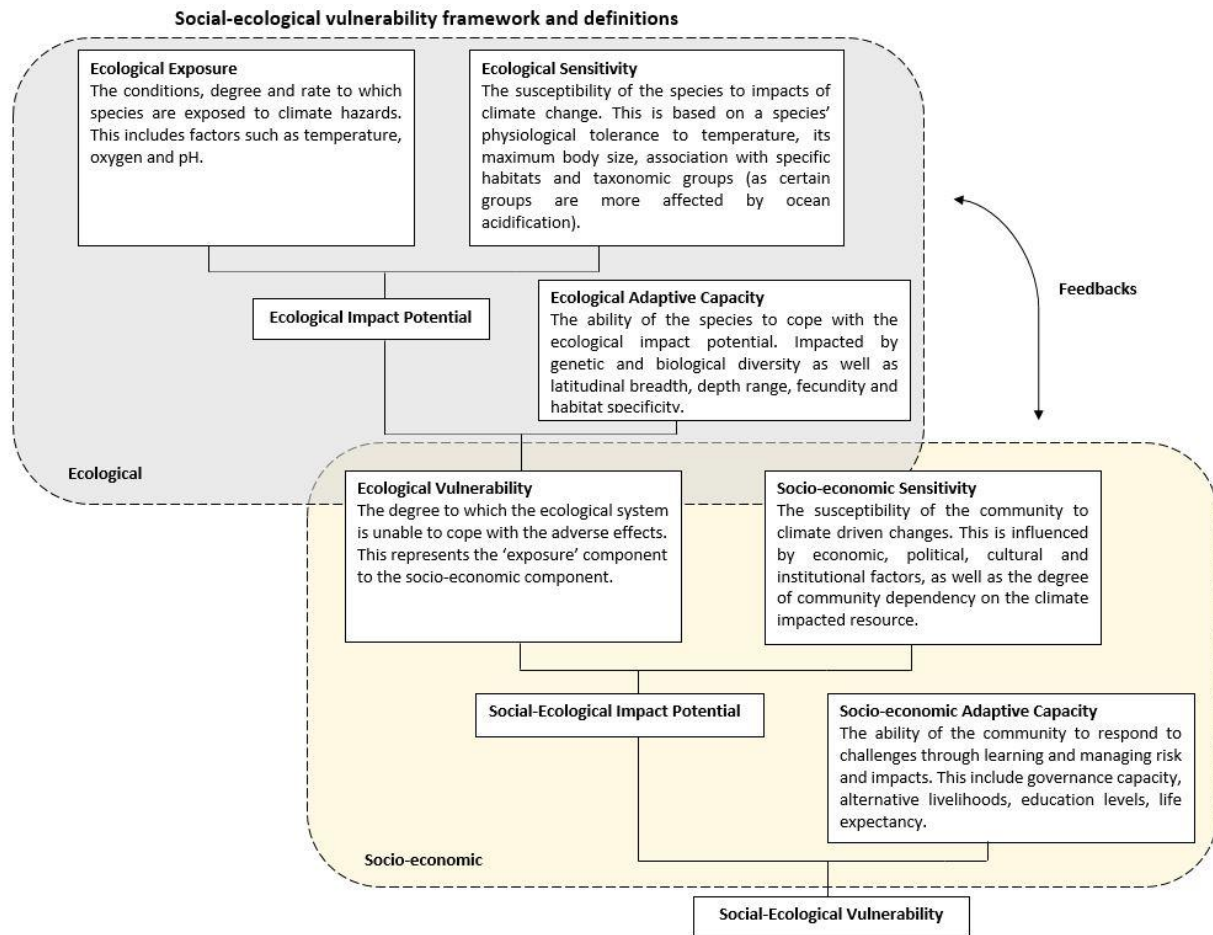 Social-ecological vulnerability framework and definitions
Ecological Exposure
The conditions, degree and rate to which
species are exposed to climate hazards.
This includes factors such as temperature,
oxygen and pH.
Ecological Sensitivity
The susceptibility of the species to impacts of
climate change. This is based on a species’
physiological tolerance to temperature, its
maximum body size, association with specific
habitats and taxonomic groups (as certain
groups are more affected by ocean
acidification).
Ecological Impact Potential
Ecological Adaptive Capacity
The ability of the species to cope with the
ecological impact potential. Impacted by
genetic and biological diversity as well as
latitudinal breadth, depth range, fecundity and
habitat specificity.
Feedbacks
Ecological
Ecological Vulnerability
The degree to which the ecological system
is unable to cope with the adverse effects.
This represents the ‘exposure’ component
to the socio-economic component.
Socio-economic Sensitivity
The susceptibility of the community to
climate driven changes. This is influenced
by economic, political, cultural and
institutional factors, as well as the degree
of community dependency on the climate
impacted resource.
Social-Ecological Impact Potential
Socio-economic Adaptive Capacity
The ability of the community to respond to
challenges through learning and managing risk
and impacts. This include governance capacity,
alternative livelihoods, education levels, life
expectancy.
Socio-economic
Social-Ecological Vulnerability